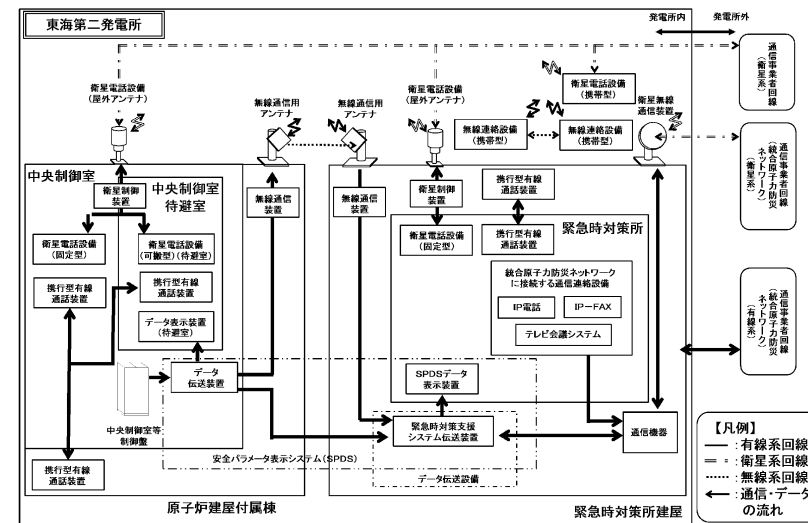 東海第二発電所
発電所内
発電所外
衛星電話設備
(屋外アンテナ)
無線通信用
アンテナ
無線通信用
アンテナ
衛星電話設備
(屋外アンテナ)
衛星電話設備
(携帯型)
無線連絡設備
(携帯型)
無線連絡設備
(携帯型)
衛星無線
通信装置
通信事業者回線
(衛星系)
通信事業者回線
(統合原子力防災
ネットワーク)
(衛星系)
通信事業者回線
(統合原子力防災
ネットワーク)
(有線系)
中央制御室
衛星制御
装置
中央制御室
待避室
衛星電話設備
(固定型)
衛星電話設備
(可搬型)(待避室)
携行型有線
通話装置
携行型有線
通話装置
データ表示装置
(待避室)
データ
伝送装置
中央制御室等
制御盤
携行型有線
通話装置
無線通信
装置
無線通信
装置
衛星制御
装置
携行型有線
通話装置
衛星電話設備
(固定型)
携行型有線
通話装置
緊急時対策所
統合原子力防災ネットワーク
に接続する通信連絡設備
IP電話
IP-FAX
テレビ会議システム
SPDSデータ
表示装置
緊急時対策支援
システム伝送装置
通信機器
安全パラメータ表示システム(SPDS)
データ伝送設備
原子炉建屋付属棟
緊急時対策所建屋
【凡例】
:有線系回線
:衛星系回線
:無線系回線
:通信・データ
の流れ